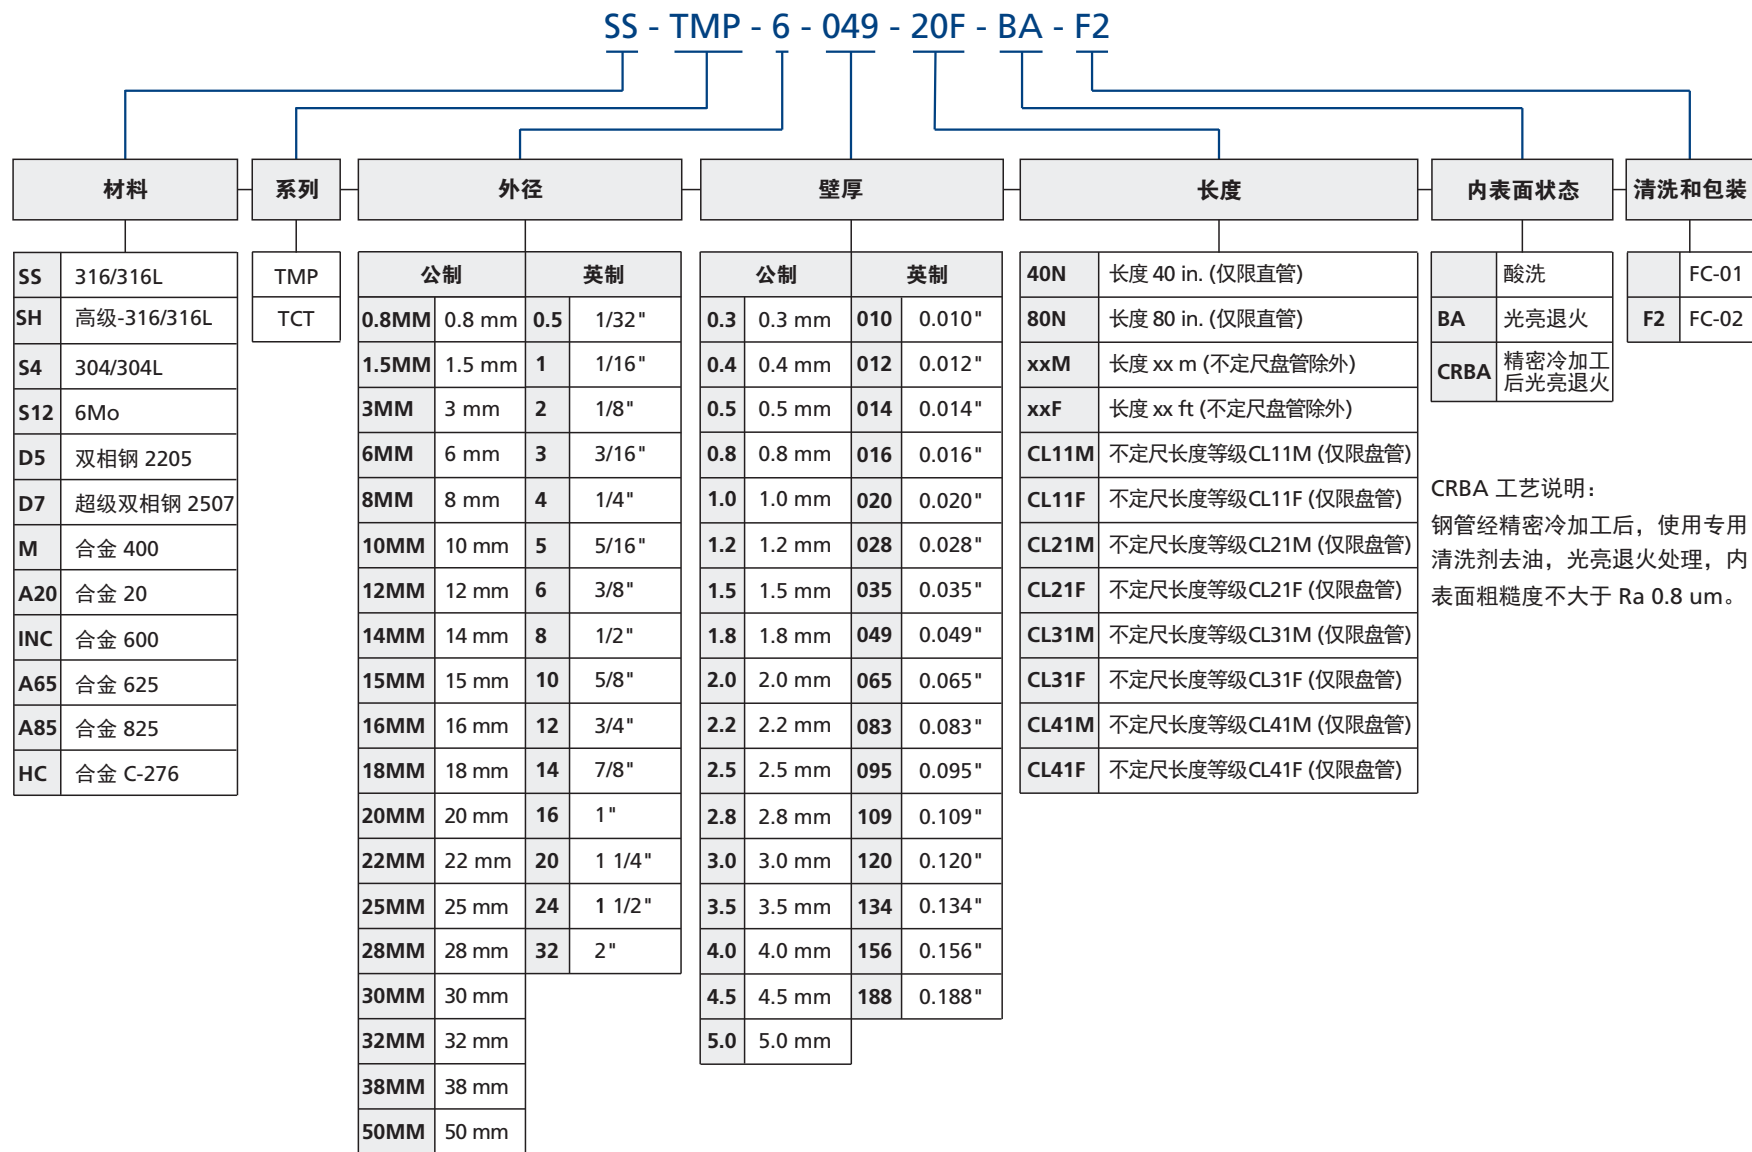 SS - TMP - 6 - 049 - 20F - BA - F2
材料
系列
外径
壁厚
长度
内表面状态
清洗和包装
SS 316/316L
SH 高级-316/316L
S4 304/304L
S12 6Mo
D5 双相钢 2205
D7 超级双相钢 2507
M 合金 400
A20 合金 20
INC 合金 600
A65 合金 625
A85 合金 825
HC 合金 C-276
TMP
TCT
公制 英制
0.8MM 0.8 mm 0.5 1/32"
1.5MM 1.5 mm 1 1/16"
3MM 3 mm 2 1/8"
6MM 6 mm 3 3/16"
8MM 8 mm 4 1/4"
10MM 10 mm 5 5/16"
12MM 12 mm 6 3/8"
14MM 14 mm 8 1/2"
15MM 15 mm 10 5/8"
16MM 16 mm 12 3/4"
18MM 18 mm 14 7/8"
20MM 20 mm 16 1"
22MM 22 mm 20 1 1/4"
25MM 25 mm 24 1 1/2"
28MM 28 mm 32 2"
30MM 30 mm
32MM 32 mm
38MM 38 mm
50MM 50 mm
公制 英制
0.3 0.3 mm 010 0.010"
0.4 0.4 mm 012 0.012"
0.5 0.5 mm 014 0.014"
0.8 0.8 mm 016 0.016"
1.0 1.0 mm 020 0.020"
1.2 1.2 mm 028 0.028"
1.5 1.5 mm 035 0.035"
1.8 1.8 mm 049 0.049"
2.0 2.0 mm 065 0.065"
2.2 2.2 mm 083 0.083"
2.5 2.5 mm 095 0.095"
2.8 2.8 mm 109 0.109"
3.0 3.0 mm 120 0.120"
3.5 3.5 mm 134 0.134"
4.0 4.0 mm 156 0.156"
4.5 4.5 mm 188 0.188"
5.0 5.0 mm
40N 长度 40 in. (仅限直管)
80N 长度 80 in. (仅限直管)
xxM 长度 xx m (不定尺盘管除外)
xxF 长度 xx ft (不定尺盘管除外)
CL11M 不定尺长度等级CL11M (仅限盘管)
CL11F 不定尺长度等级CL11F (仅限盘管)
CL21M 不定尺长度等级CL21M (仅限盘管)
CL21F 不定尺长度等级CL21F (仅限盘管)
CL31M 不定尺长度等级CL31M (仅限盘管)
CL31F 不定尺长度等级CL31F (仅限盘管)
CL41M 不定尺长度等级CL41M (仅限盘管)
CL41F 不定尺长度等级CL41F (仅限盘管)
酸洗
BA 光亮退火
CRBA 精密冷加工
后光亮退火
FC-01
F2 FC-02
CRBA 工艺说明：
钢管经精密冷加工后，使用专用
清洗剂去油，光亮退火处理，内
表面粗糙度不大于 Ra 0.8 um。